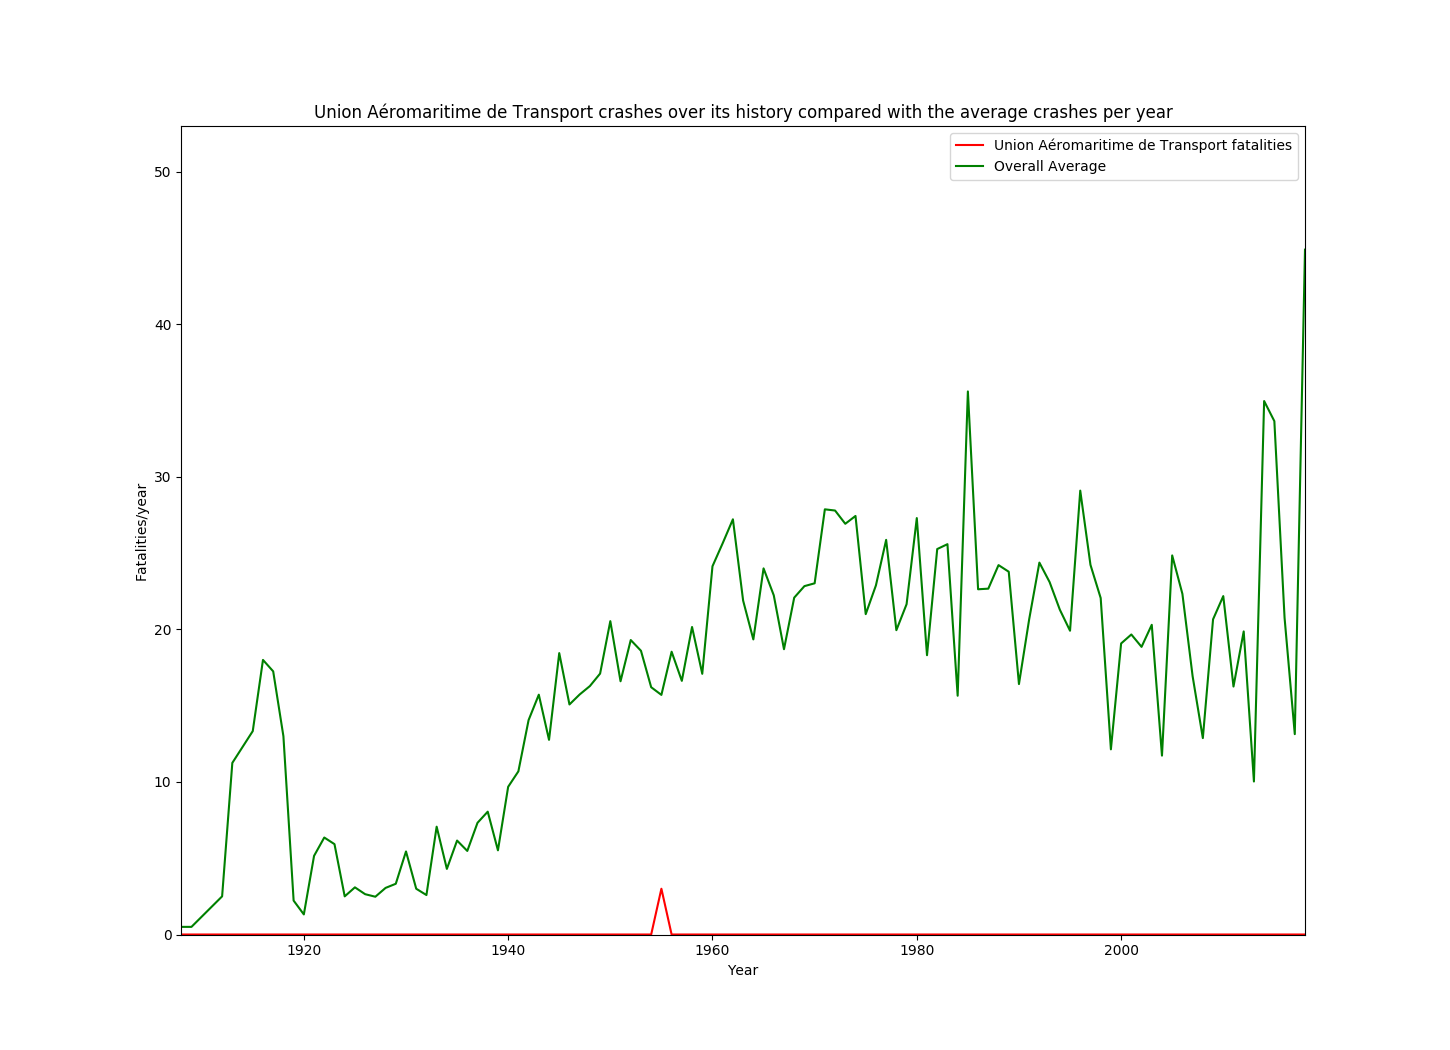 Union Aéromaritime de Transport crashes over its history compared with the average crashes per year
Union Aéromaritime de Transport fatalities
Overall Average
50
40
30
20
10
0
Fatalities/year
1920 1940 1960 1980 2000
Year